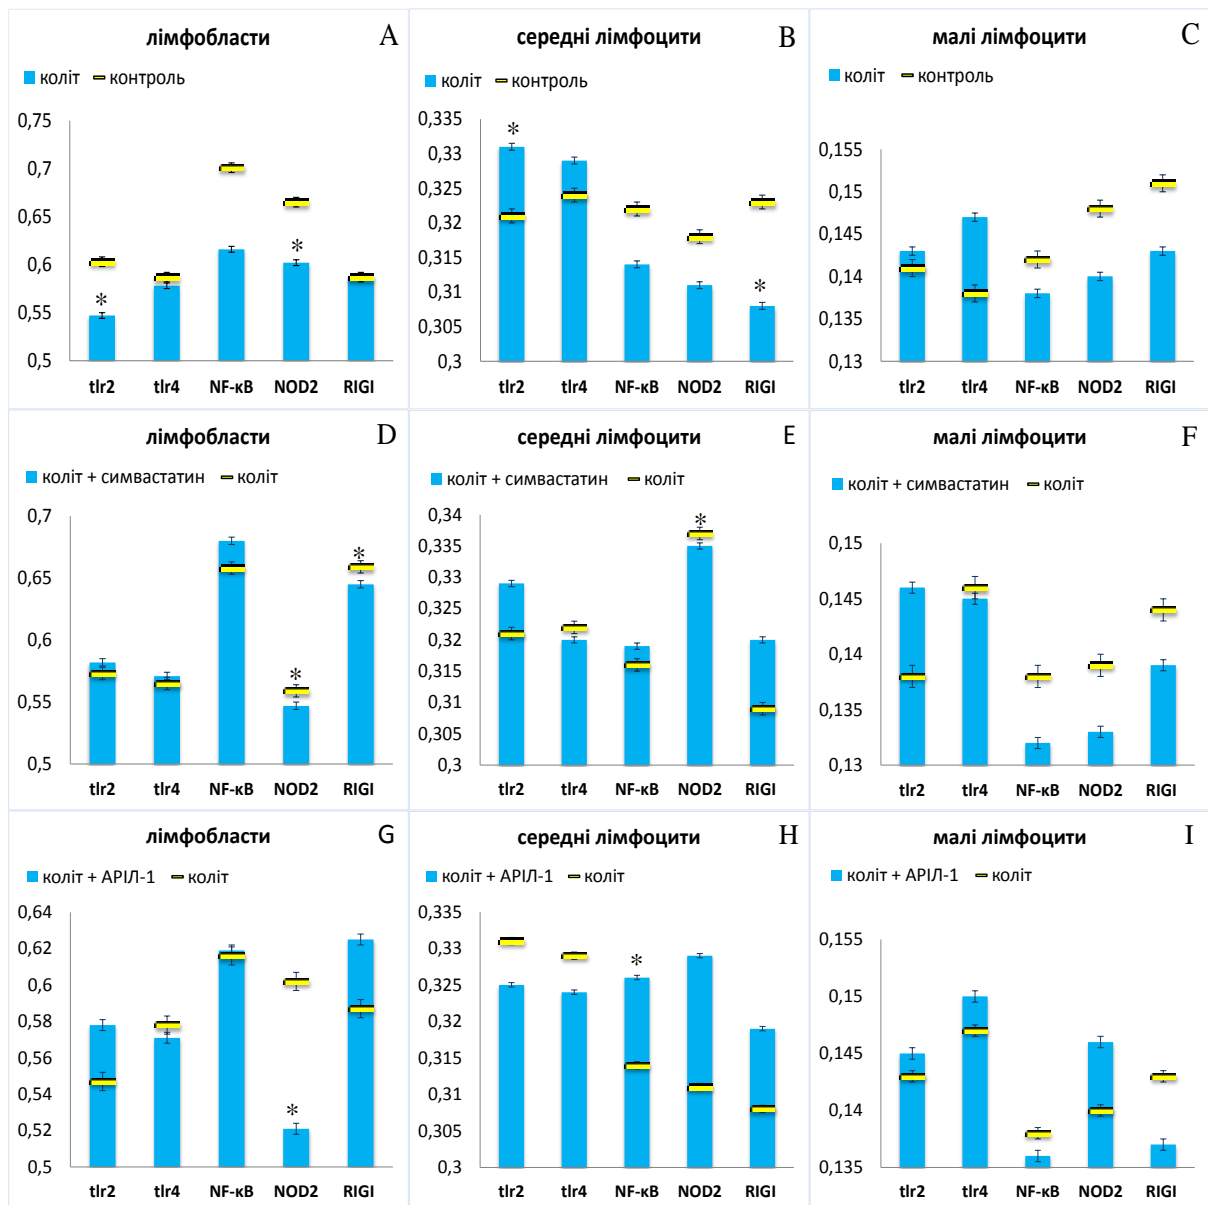 лімфобласти A
коліт контроль
0,75
0,7
0,65
0,6
0,55
0,5
*
*
tlr2 tlr4 NF-κB NOD2 RIGI
середні лімфоцити B
коліт контроль
0,335
0,33
0,325
0,32
0,315
0,31
0,305
0,3
*
*
tlr2 tlr4 NF-κB NOD2 RIGI
малі лімфоцити C
коліт контроль
0,155
0,15
0,145
0,14
0,135
0,13
tlr2 tlr4 NF-κB NOD2 RIGI
лімфобласти D
коліт + симвастатин коліт
0,7
0,65
0,6
0,55
0,5
*
*
tlr2 tlr4 NF-κB NOD2 RIGI
середні лімфоцити E
коліт + симвастатин коліт
0,34
0,335
0,33
0,325
0,32
0,315
0,31
0,305
0,3
*
tlr2 tlr4 NF-κB NOD2 RIGI
малі лімфоцити F
коліт + симвастатин коліт
0,15
0,145
0,14
0,135
0,13
tlr2 tlr4 NF-κB NOD2 RIGI
лімфобласти G
коліт + АРІЛ-1 коліт
0,64
0,62
0,6
0,58
0,56
0,54
0,52
0,5
*
tlr2 tlr4 NF-κB NOD2 RIGI
середні лімфоцити H
коліт + АРІЛ-1 коліт
0,335
0,33
0,325
0,32
0,315
0,31
0,305
0,3
*
tlr2 tlr4 NF-κB NOD2 RIGI
малі лімфоцити I
коліт + АРІЛ-1 коліт
0,155
0,15
0,145
0,14
0,135
tlr2 tlr4 NF-κB NOD2 RIGI